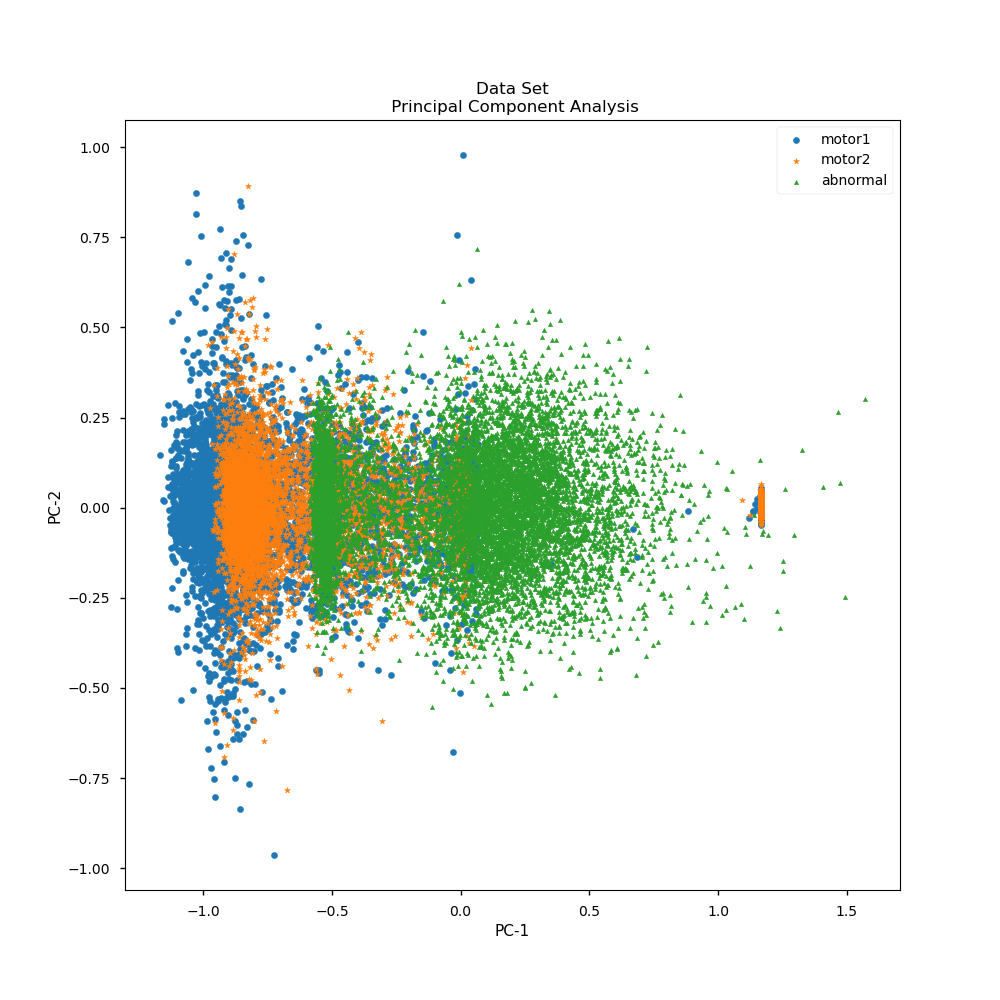 Data Set
Principal Component Analysis
motor1
motor2
abnormal
1.00
0.75
0.50
0.25
0.00
−0.25
−0.50
−0.75
−1.00
PC-2
−1.0
−0.5
0.0
0.5
1.0
1.5
PC-1